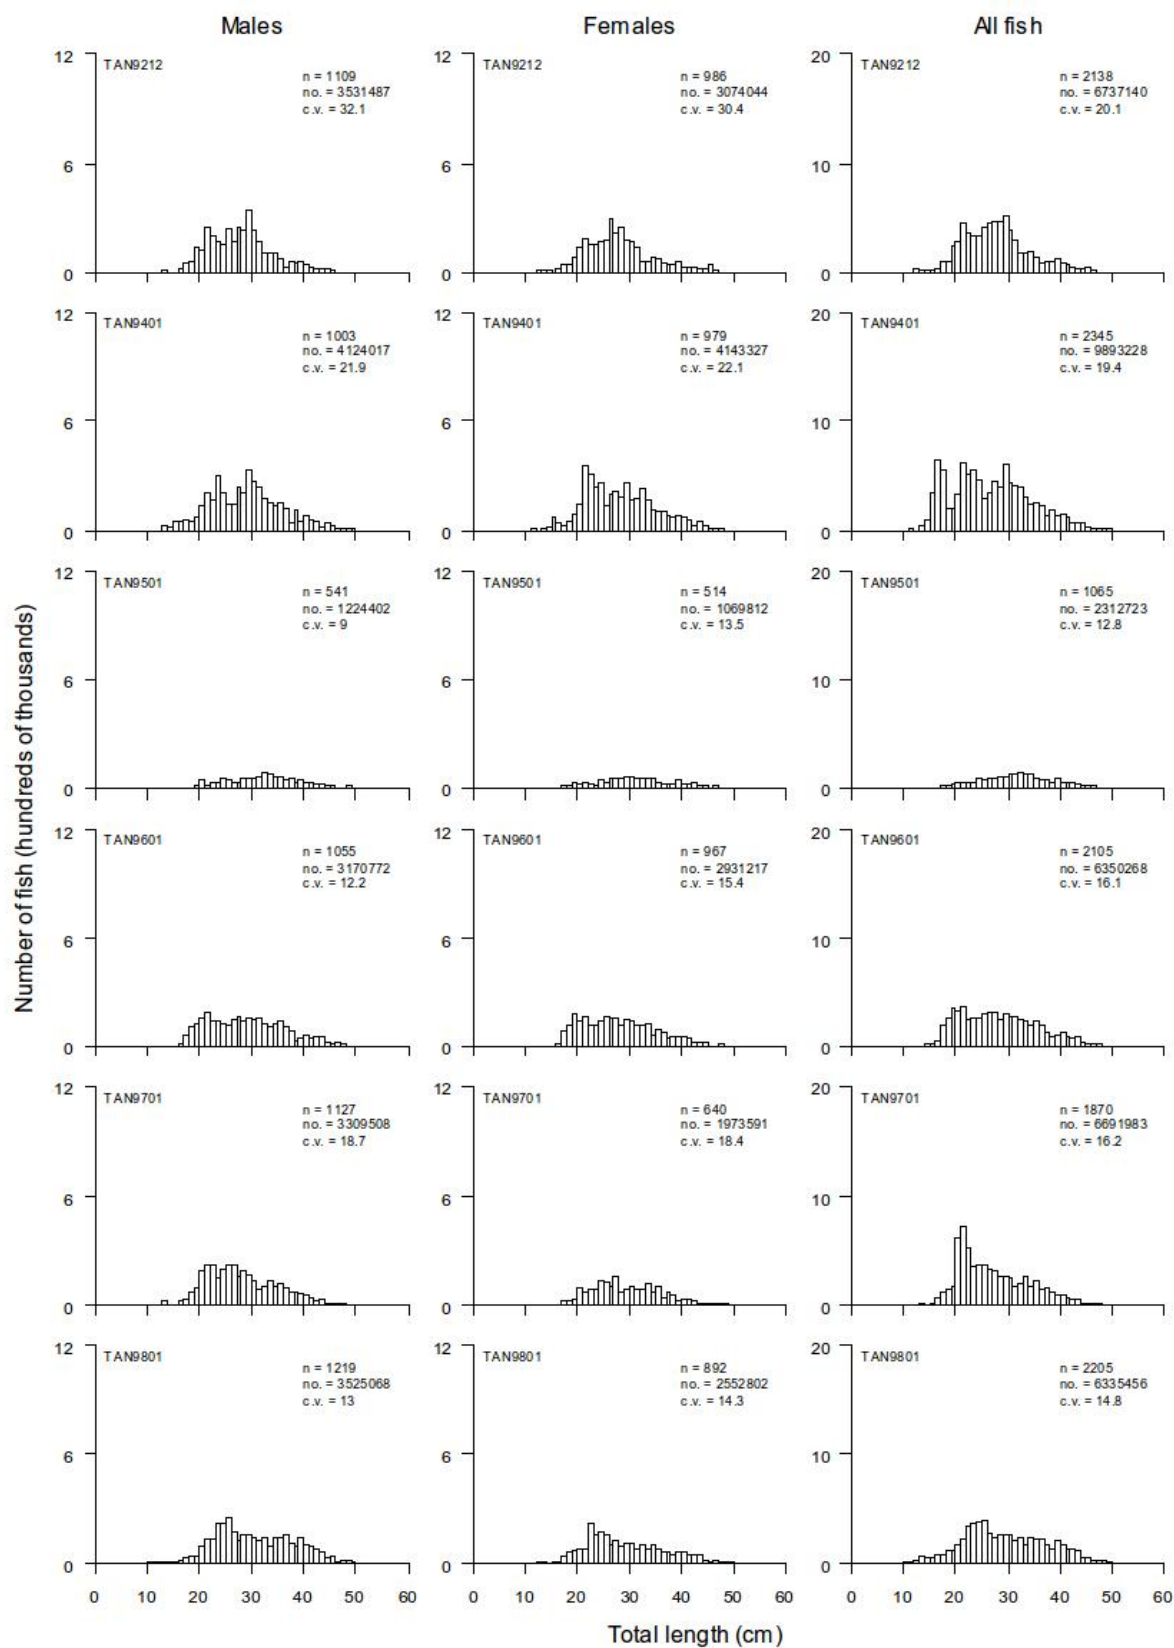 Males Females All fish
12 TAN9212 n = 1109 no. = 3531487 c.v. = 32.1 6 0
12 TAN9212 n = 986 no. = 3074044 c.v. = 30.4 6 0
20 TAN9212 n = 2138 no. = 6737140 c.v. = 20.1 10 0
12 TAN9401 n = 1003 no. = 4124017 c.v. = 21.9 6 0
12 TAN9401 n = 979 no. = 4143327 c.v. = 22.1 6 0
20 TAN9401 n = 2345 no. = 9893228 c.v. = 19.4 10 0
12 TAN9501 n = 541 no. = 1224402 c.v. = 9 6 0
12 TAN9501 n = 514 no. = 1069812 c.v. = 13.5 6 0
20 TAN9501 n = 1065 no. = 2312723 c.v. = 12.8 10 0
12 TAN9601 n = 1055 no. = 3170772 c.v. = 12.2 6 0
12 TAN9601 n = 967 no. = 2931217 c.v. = 15.4 6 0
20 TAN9601 n = 2105 no. = 6350268 c.v. = 16.1 10 0
12 TAN9701 n = 1127 no. = 3309508 c.v. = 18.7 6 0
12 TAN9701 n = 640 no. = 1973591 c.v. = 18.4 6 0
20 TAN9701 n = 1870 no. = 6691983 c.v. = 16.2 10 0
12 TAN9801 n = 1219 no. = 3525068 c.v. = 13 6 0
12 TAN9801 n = 892 no. = 2552802 c.v. = 14.3 6 0
20 TAN9801 n = 2205 no. = 6335456 c.v. = 14.8 10 0
0 10 20 30 40 50 60 0 10 20 30 40 50 60 0 10 20 30 40 50 60
Number of fish (hundreds of thousands)
Total length (cm)